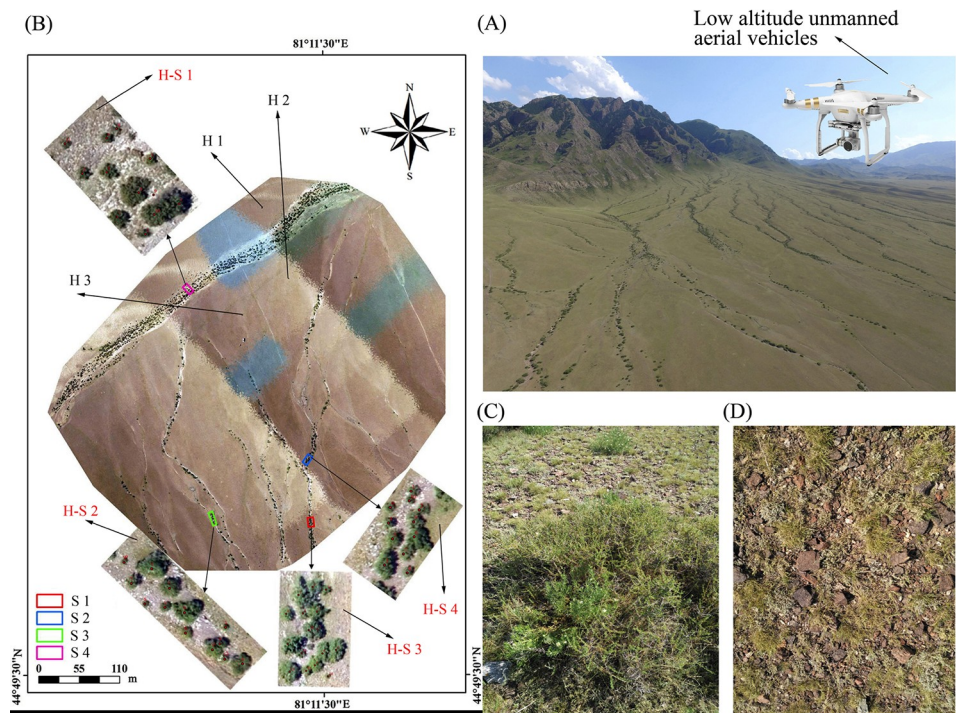 (B)
81°11'30"E
H-S 1
H 2
H 1
N
W
E
S
H 3
H-S 2
H-S 4
H-S 3
S 1
S 2
S 3
S 4
0 55 110
m
44°49'30"N
44°49'30"N
81°11'30"E
(A)
Low altitude unmanned
aerial vehicles
(C)
(D)